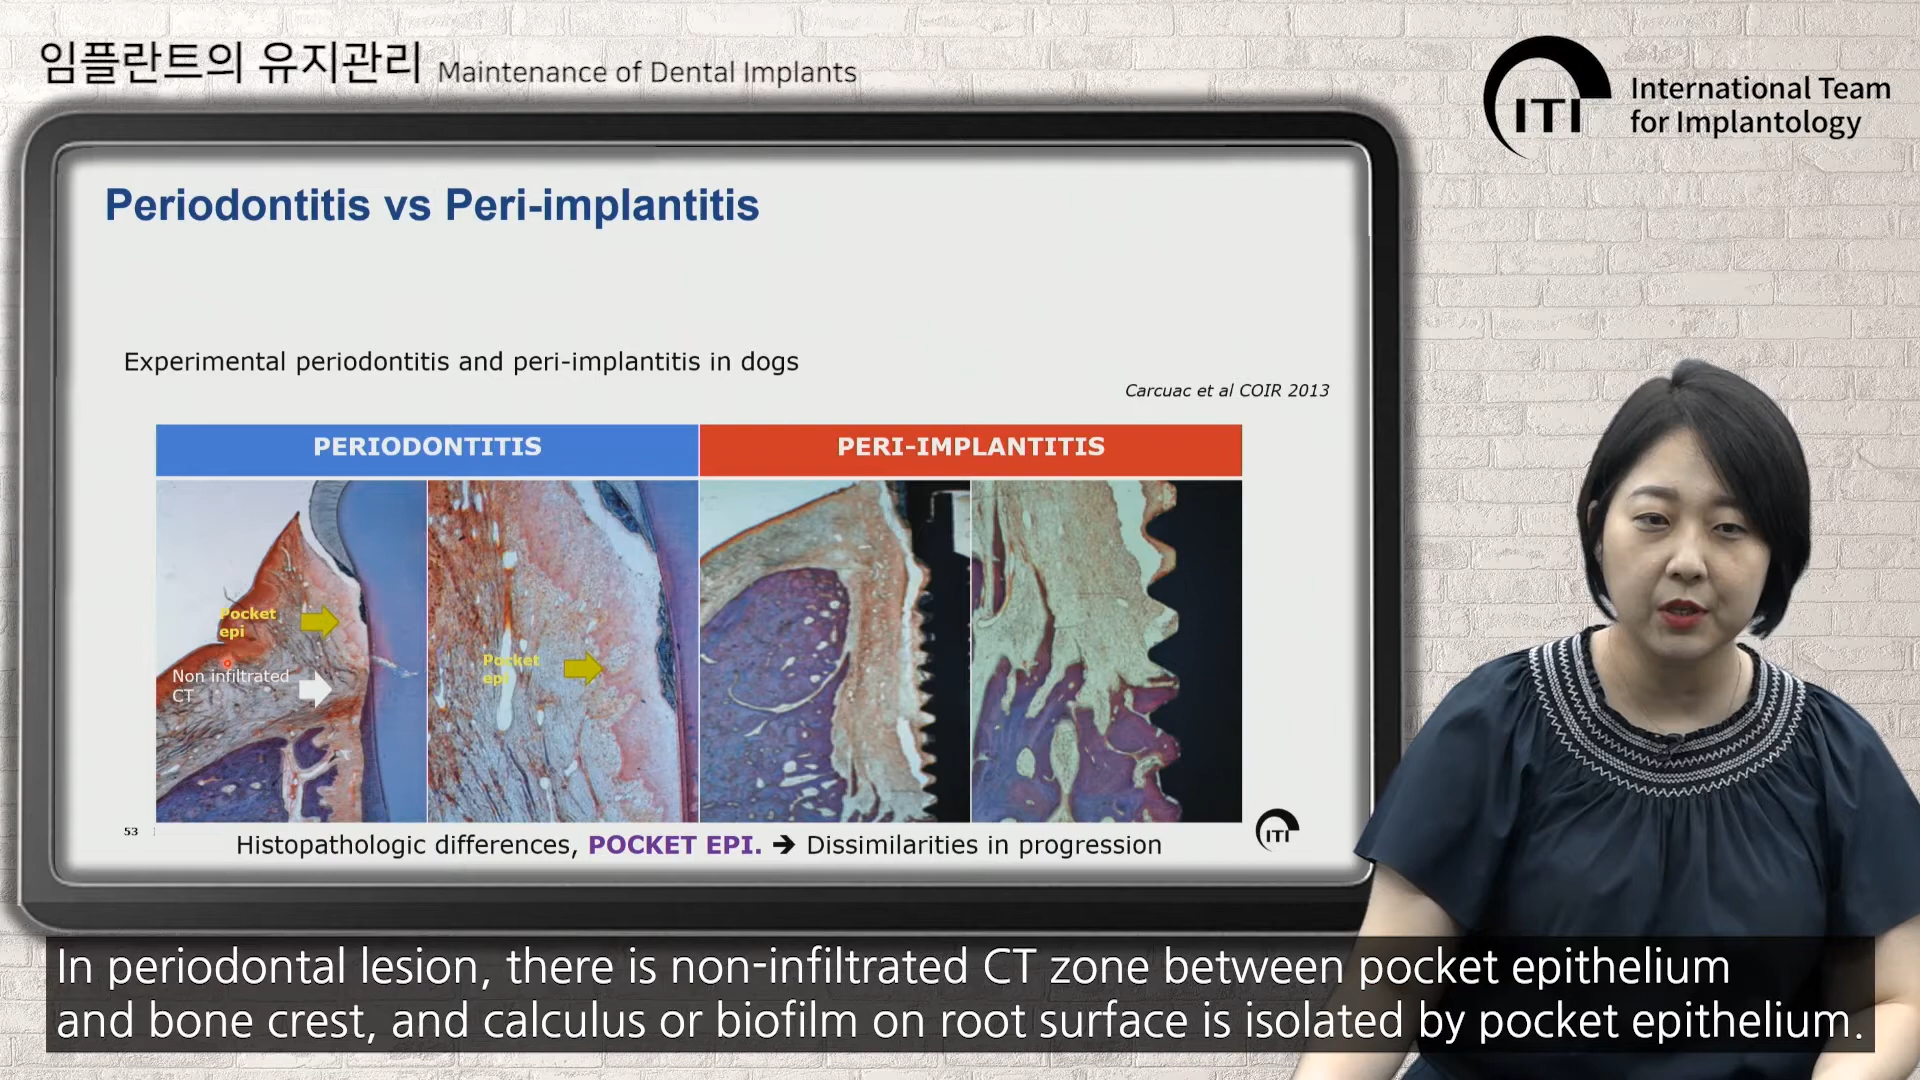 임플란트의 유지관리 Maintenance of Dental Implants
ITI International Team
for Implantology
Periodontitis vs Peri-implantitis
Experimental periodontitis and peri-implantitis in dogs
Carcuac et al COIR 2013
PERIODONTITIS
PERI-IMPLANTITIS
Pocket
epi
Non infiltrated
CT
Pocket
epi
53
Histopathologic differences, POCKET EPI. ➔ Dissimilarities in progression
ITI
In periodontal lesion, there is non-infiltrated CT zone between pocket epithelium
and bone crest, and calculus or biofilm on root surface is isolated by pocket epithelium.